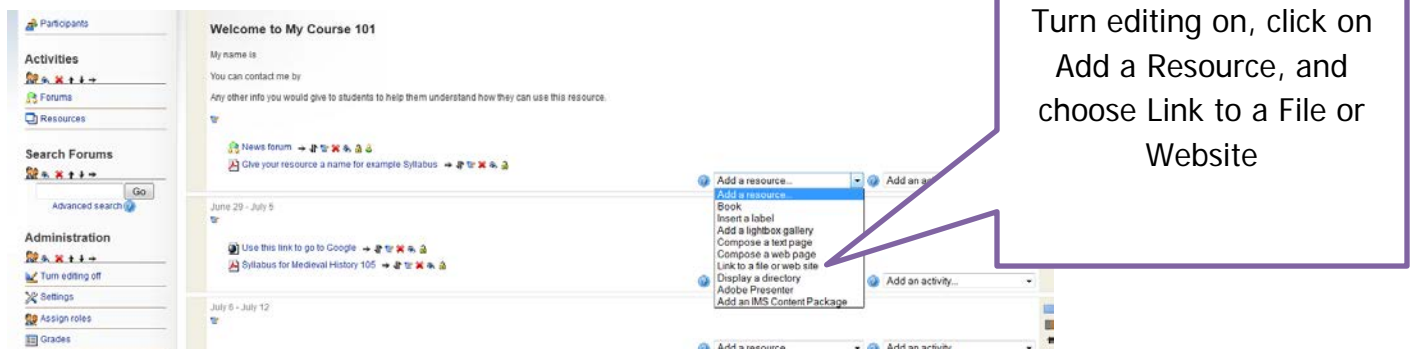 Participants
Activities
Forums
Resources
Search Forums
Go
Advanced search
Administration
Turn editing off
Settings
Assign roles
Grades
Welcome to My Course 101
My name is
You can contact me by
Any other info you would give to students to help them understand how they can use this resource.
News forum
Give your resource a name for example Syllabus
Add a resource...
Add an
Add a resource...
Book
Insert a label
Add a lightbox gallery
Compose a text page
Compose a web page
Link to a file or web site
Display a directory
Adobe Presenter
Add an IMS Content Package
June 29 - July 5
Use this link to go to Google
Syllabus for Medieval History 105
Add an activity...
July 6 - July 12
Add a resource...
Add an activity...
Turn editing on, click on
Add a Resource, and
choose Link to a File or
Website